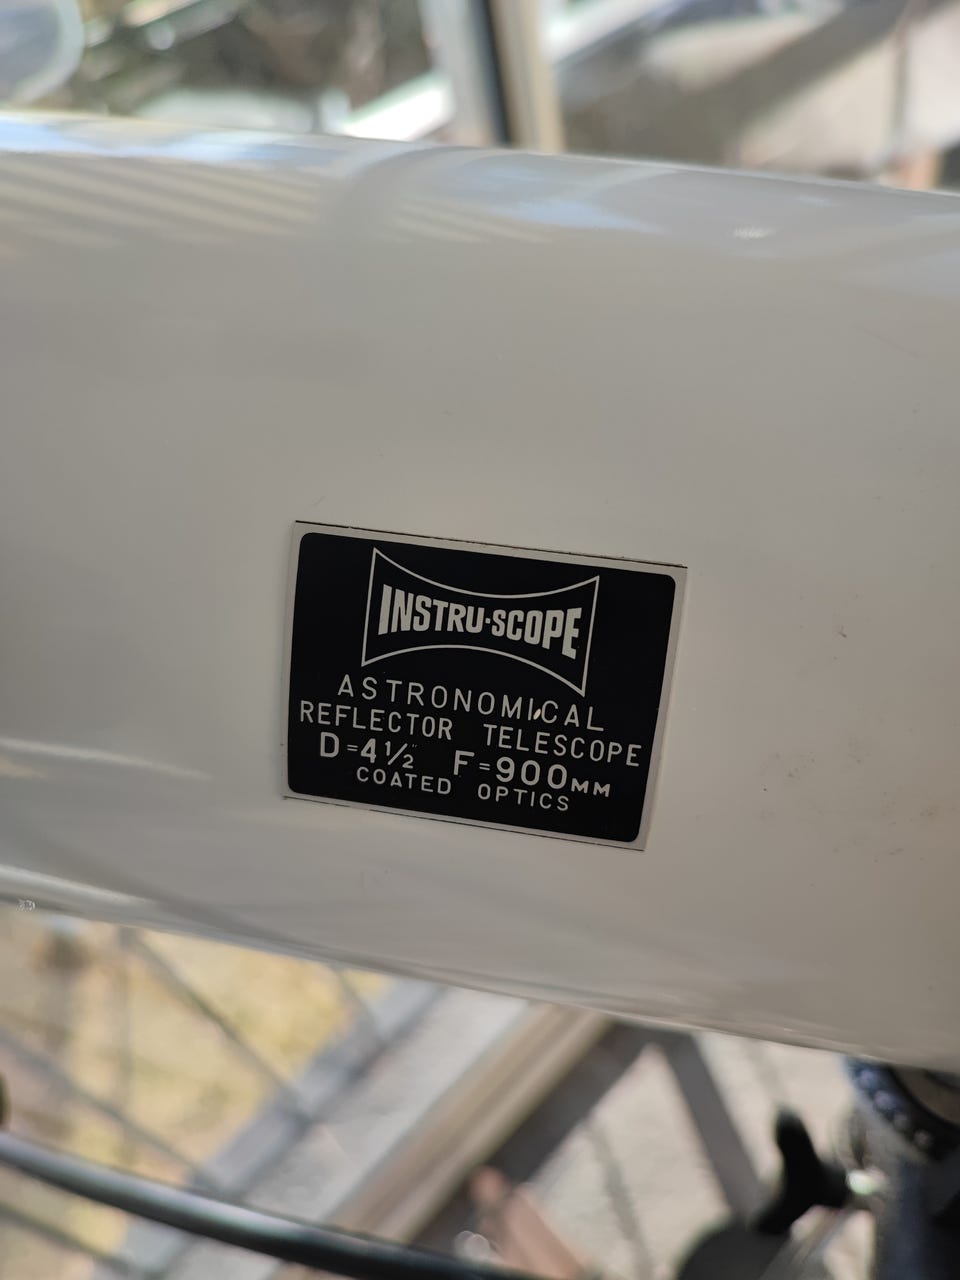 INSTRU·SCOPE
ASTRONOMICAL
REFLECTOR TELESCOPE
D=4½" F=900MM
COATED OPTICS